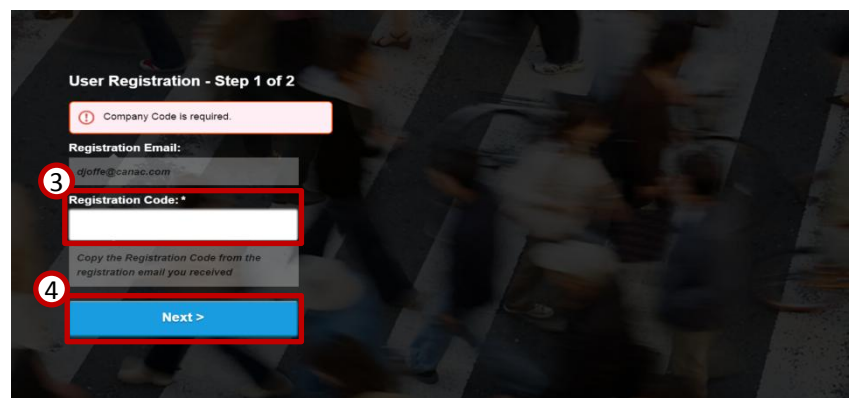 User Registration - Step 1 of 2
Company Code is required.
Registration Email:
djoffe@canac.com
3
Registration Code: *
Copy the Registration Code from the
registration email you received
4
Next >